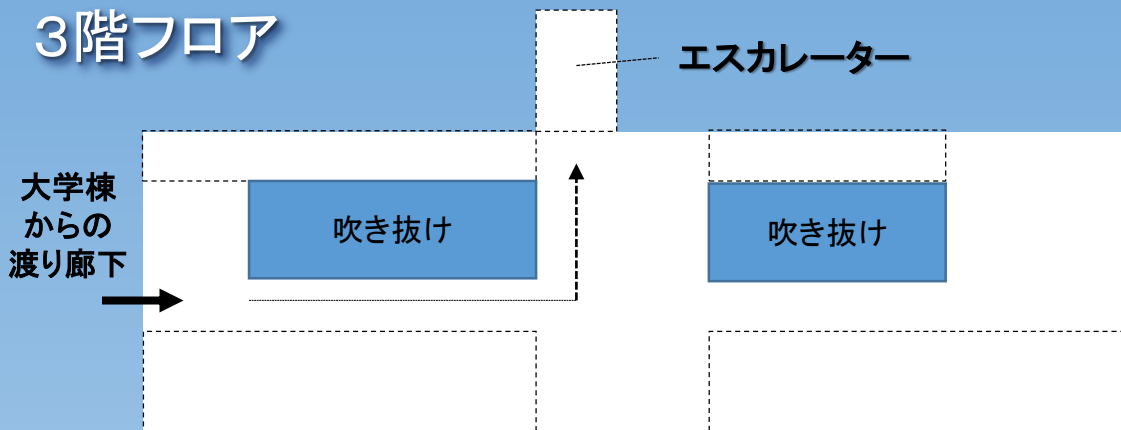 ３階フロア
エスカレーター
大学棟
からの
渡り廊下
吹き抜け
吹き抜け